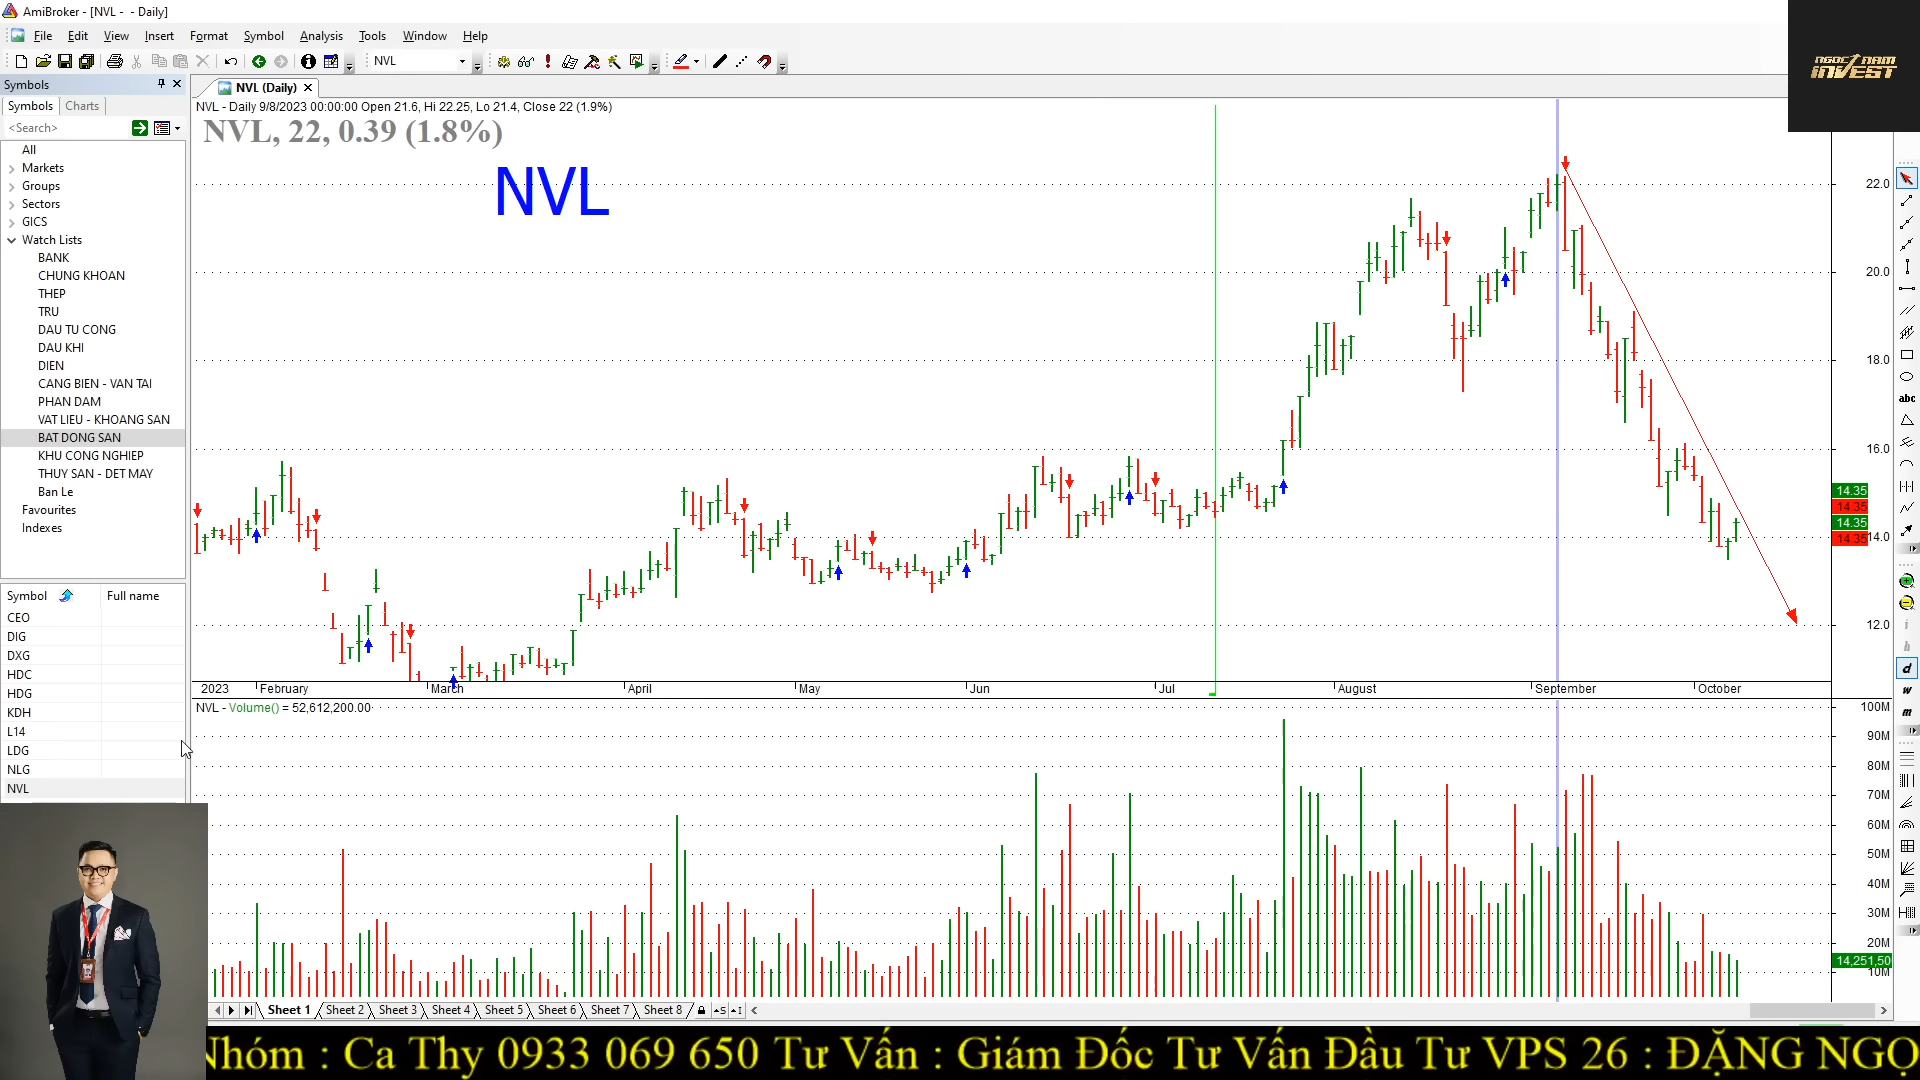 AmiBroker - [NVL - - Daily]
File Edit View Insert Format Symbol Analysis Tools Window Help
NVL
Symbols
Symbols Charts
<Search>
All
Markets
Groups
Sectors
GICS
Watch Lists
BANK
CHUNG KHOAN
THEP
TRU
DAU TU CONG
DAU KHI
DIEN
CANG BIEN - VAN TAI
PHAN DAM
VAT LIEU - KHOANG SAN
BAT DONG SAN
KHU CONG NGHIEP
THUY SAN - DET MAY
Ban Le
Favourites
Indexes
Symbol Full name
CEO
DIG
DXG
HDC
HDG
KDH
L14
LDG
NLG
NVL
NVL (Daily)
NVL - Daily 9/8/2023 00:00:00 Open 21.6, Hi 22.25, Lo 21.4, Close 22 (1.9%)
NVL, 22, 0.39 (1.8%)
NVL
22.0
20.0
18.0
16.0
14.35
14.35
14.35
14.35
14.0
12.0
2023 February March April May Jun Jul August September October
NVL - Volume() = 52,612,200.00
100M
90M
80M
70M
60M
50M
40M
30M
20M
14,251,50
10M
Sheet 1 Sheet 2 Sheet 3 Sheet 4 Sheet 5 Sheet 6 Sheet 7 Sheet 8
NGOC NAM
INVEST
abc
i
h
d
w
m
Nhóm : Ca Thy 0933 069 650 Tư Vấn : Giám Đốc Tư Vấn Đầu Tư VPS 26 : ĐẶNG NGỌ